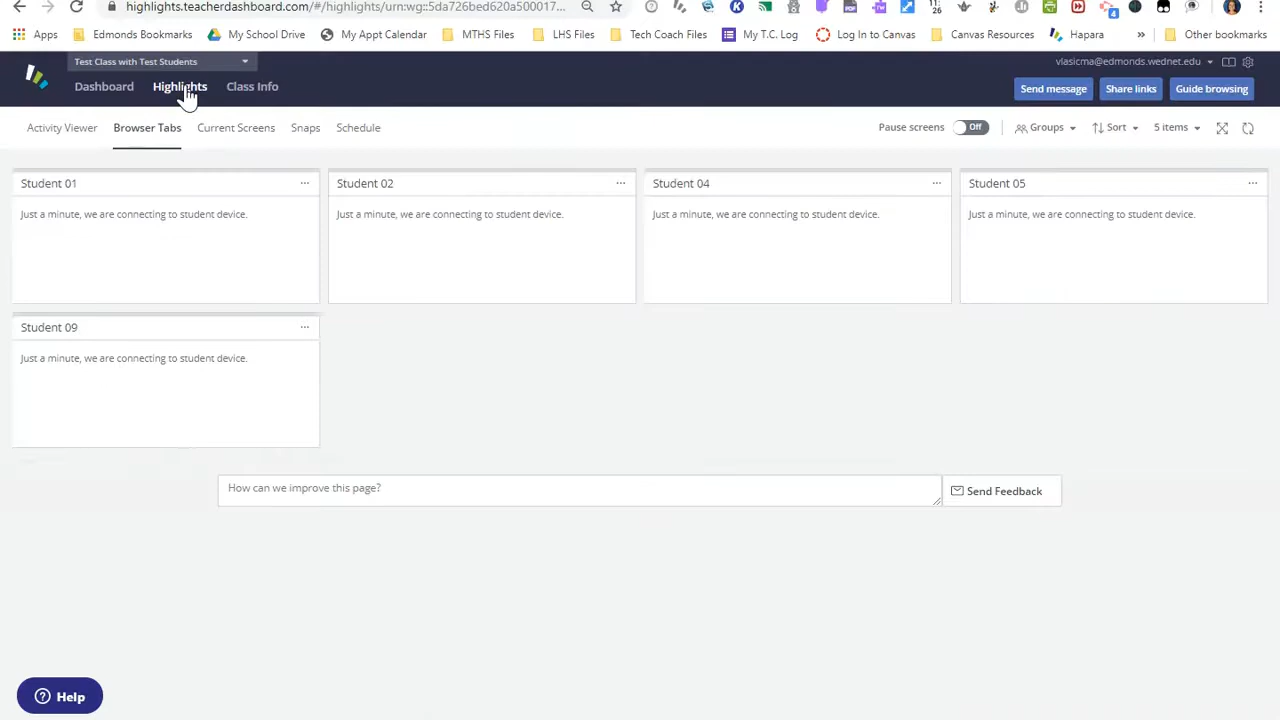 highlights.teacherdashboard.com/#/highlights/urn:wg:5da726bed620a500017...
11 26
4
Apps Edmonds Bookmarks My School Drive My Appt Calendar MTHS Files LHS Files Tech Coach Files My T.C. Log Log In to Canvas Canvas Resources Hapara » Other bookmarks
Test Class with Test Students vlasicma@edmonds.wednet.edu
Dashboard Highlights Class Info Send message Share links Guide browsing
Activity Viewer Browser Tabs Current Screens Snaps Schedule Pause screens Off Groups Sort 5 items
Student 01 ... Student 02 ... Student 04 ... Student 05 ...
Just a minute, we are connecting to student device. Just a minute, we are connecting to student device. Just a minute, we are connecting to student device. Just a minute, we are connecting to student device.
Student 09 ...
Just a minute, we are connecting to student device.
How can we improve this page? Send Feedback
Help